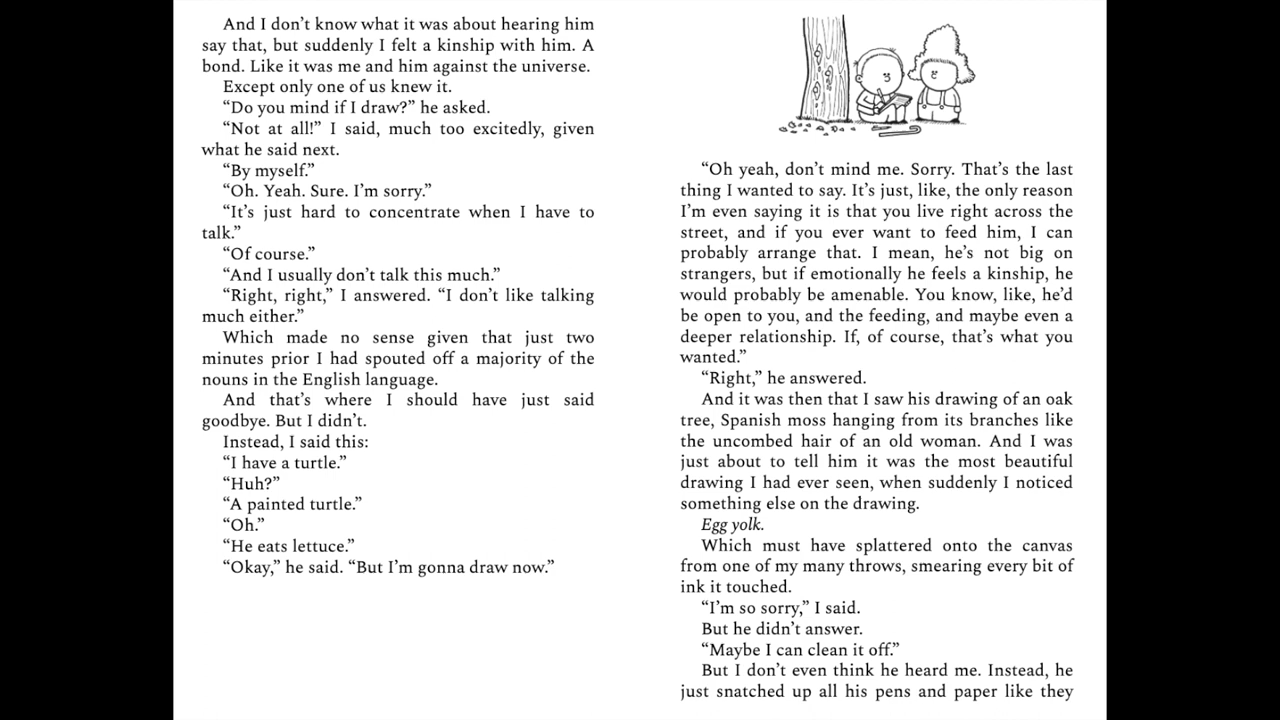 And I don’t know what it was about hearing him
say that, but suddenly I felt a kinship with him. A
bond. Like it was me and him against the universe.
Except only one of us knew it.
“Do you mind if I draw?” he asked.
“Not at all!” I said, much too excitedly, given
what he said next.
“By myself.”
“Oh. Yeah. Sure. I’m sorry.”
“It’s just hard to concentrate when I have to
talk.”
“Of course.”
“And I usually don’t talk this much.”
“Right, right,” I answered. “I don’t like talking
much either.”
Which made no sense given that just two
minutes prior I had spouted off a majority of the
nouns in the English language.
And that’s where I should have just said
goodbye. But I didn’t.
Instead, I said this:
“I have a turtle.”
“Huh?”
“A painted turtle.”
“Oh.”
“He eats lettuce.”
“Okay,” he said. “But I’m gonna draw now.”
“Oh yeah, don’t mind me. Sorry. That’s the last
thing I wanted to say. It’s just, like, the only reason
I’m even saying it is that you live right across the
street, and if you ever want to feed him, I can
probably arrange that. I mean, he’s not big on
strangers, but if emotionally he feels a kinship, he
would probably be amenable. You know, like, he’d
be open to you, and the feeding, and maybe even a
deeper relationship. If, of course, that’s what you
wanted.”
“Right,” he answered.
And it was then that I saw his drawing of an oak
tree, Spanish moss hanging from its branches like
the uncombed hair of an old woman. And I was
just about to tell him it was the most beautiful
drawing I had ever seen, when suddenly I noticed
something else on the drawing.
Egg yolk.
Which must have splattered onto the canvas
from one of my many throws, smearing every bit of
ink it touched.
“I’m so sorry,” I said.
But he didn’t answer.
“Maybe I can clean it off.”
But I don’t even think he heard me. Instead, he
just snatched up all his pens and paper like they